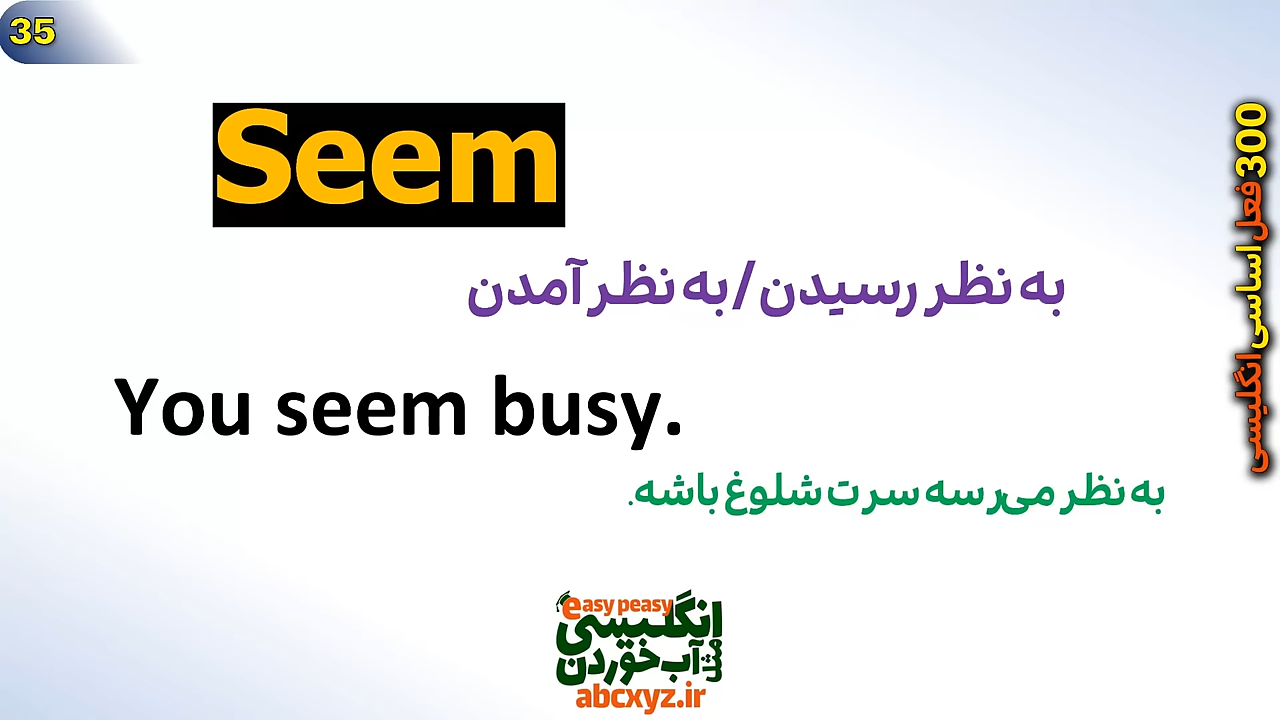 35
Seem
به نظر رسیدن/به نظر آمدن
You seem busy.
به نظر می‌رسه سرت شلوغ باشه.
300 فعل اساسی انگلیسی
easy peasy
انگلیسی
مثل آب خوردن
abcxyz.ir